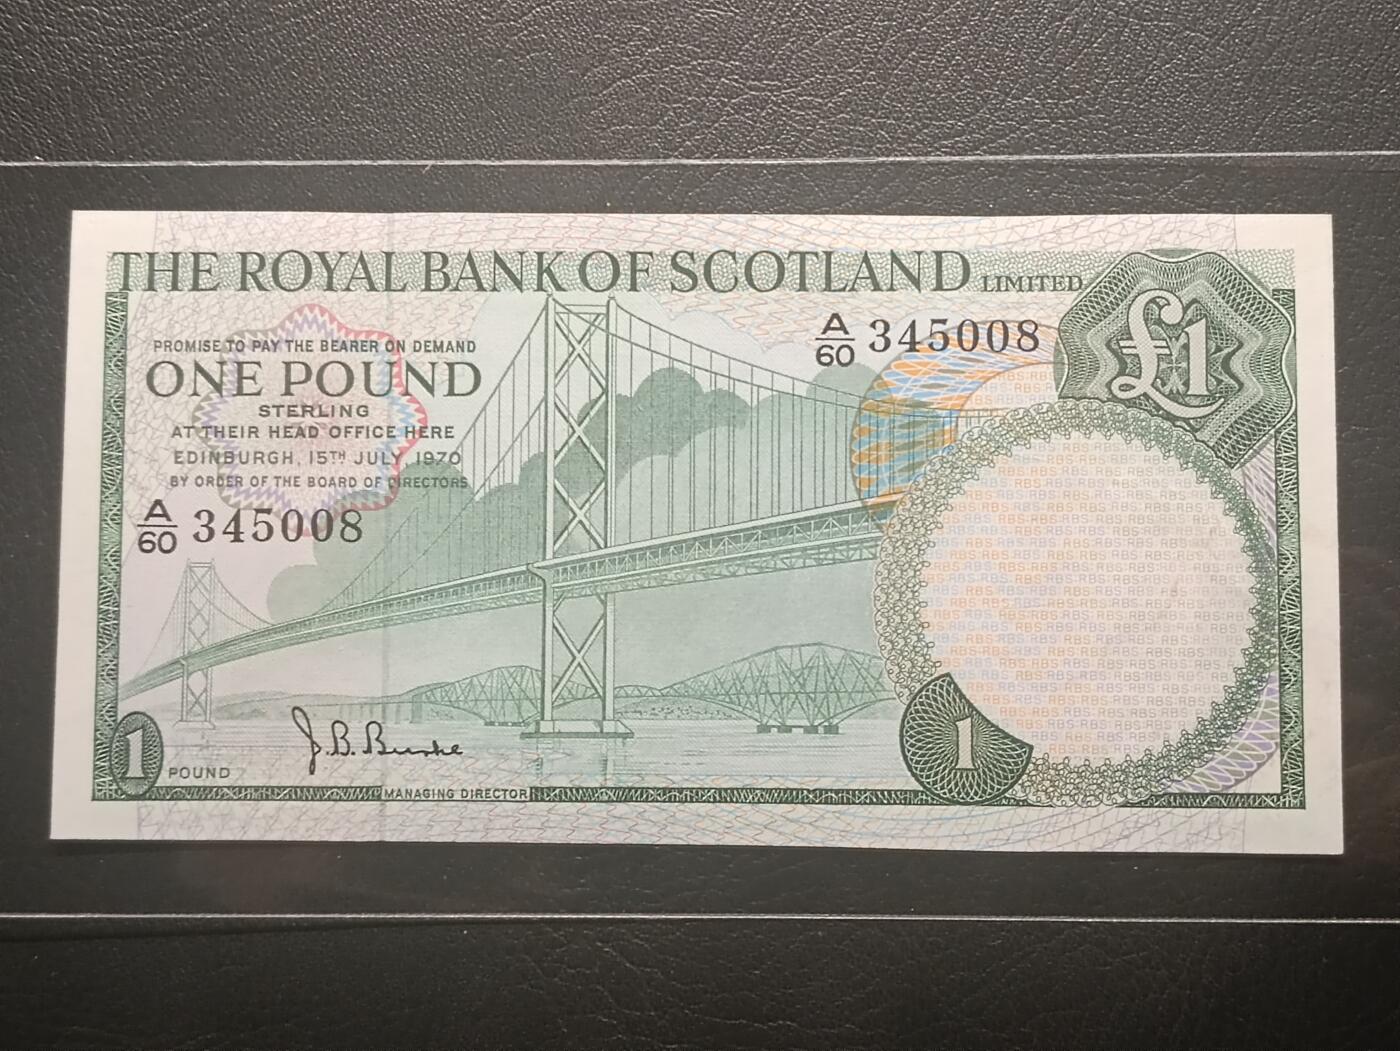 THE ROYAL BANK OF SCOTLAND LIMITED
£1
A/60 345008
PROMISE TO PAY THE BEARER ON DEMAND
ONE POUND
STERLING
AT THEIR HEAD OFFICE HERE
EDINBURGH, 15TH JULY 1970
BY ORDER OF THE BOARD OF DIRECTORS
A/60 345008
J. B. Burke
1 POUND
MANAGING DIRECTOR
1